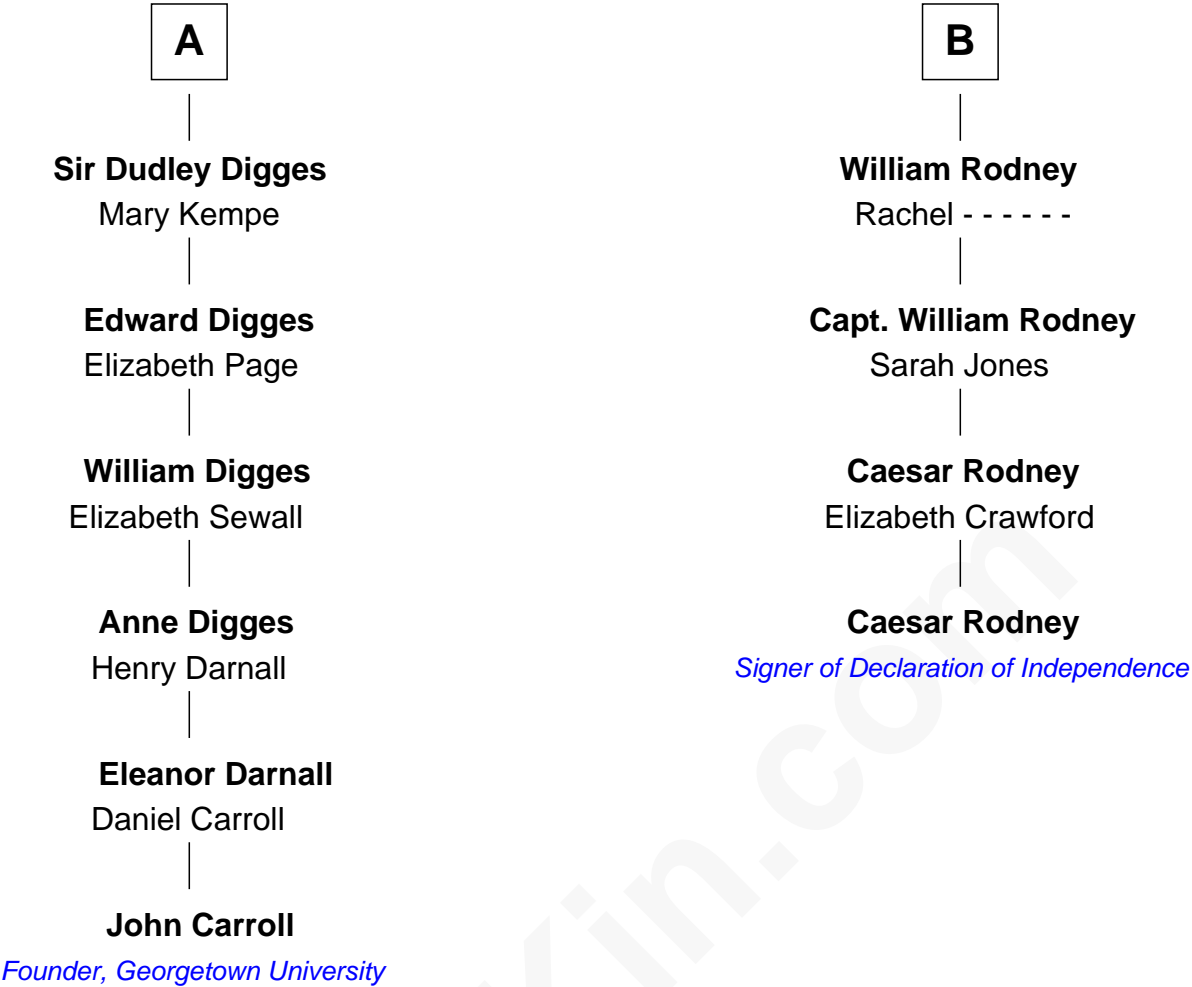 A
Sir Dudley Digges
Mary Kempe
Edward Digges
Elizabeth Page
William Digges
Elizabeth Sewall
Anne Digges
Henry Darnall
Eleanor Darnall
Daniel Carroll
John Carroll
Founder, Georgetown University
B
William Rodney
Rachel - - - - - -
Capt. William Rodney
Sarah Jones
Caesar Rodney
Elizabeth Crawford
Caesar Rodney
Signer of Declaration of Independence
Kin.com